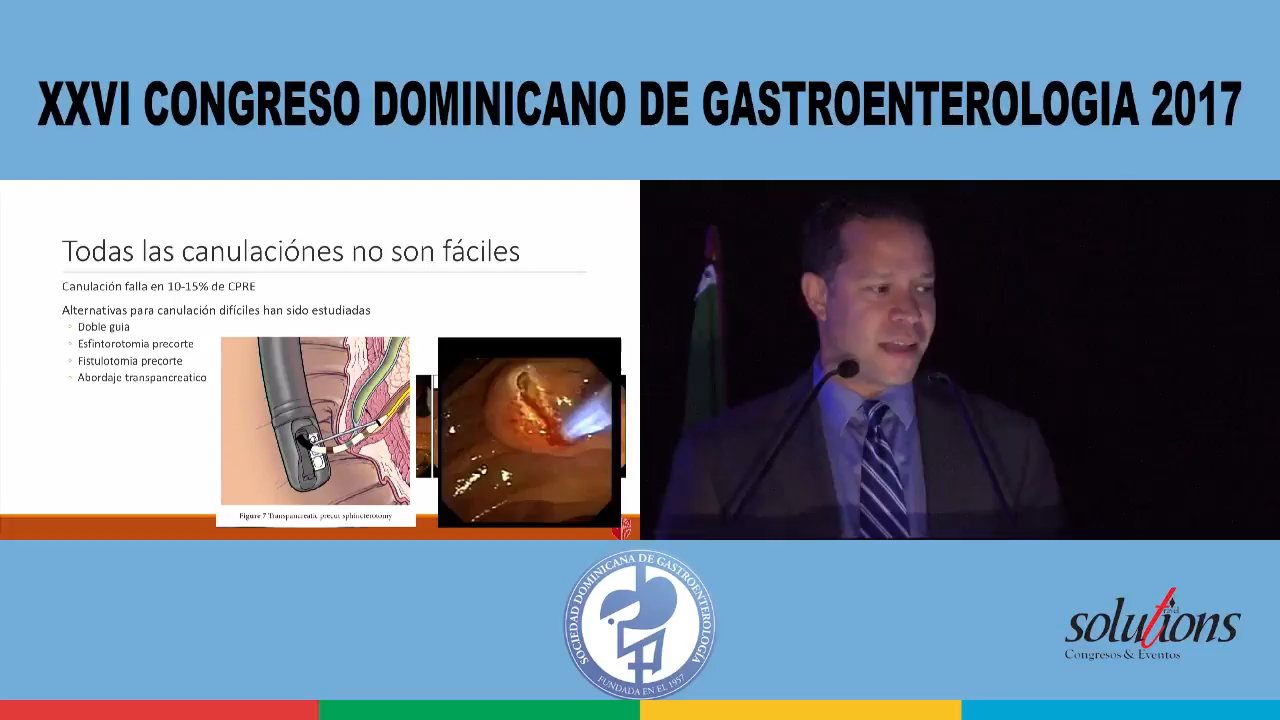 XXVI CONGRESO DOMINICANO DE GASTROENTEROLOGIA 2017
Todas las canulaciónes no son fáciles
Canulación falla en 10-15% de CPRE
Alternativas para canulación difíciles han sido estudiadas
Doble guia
Esfintorotomia precorte
Fistulotomia precorte
Abordaje transpancreatico
Figure 7 Transpancreatic precut sphincterotomy
SOCIEDAD DOMINICANA DE GASTROENTEROLOGÍA
FUNDADA EN EL 1957
solutions
travel
Congresos & Eventos